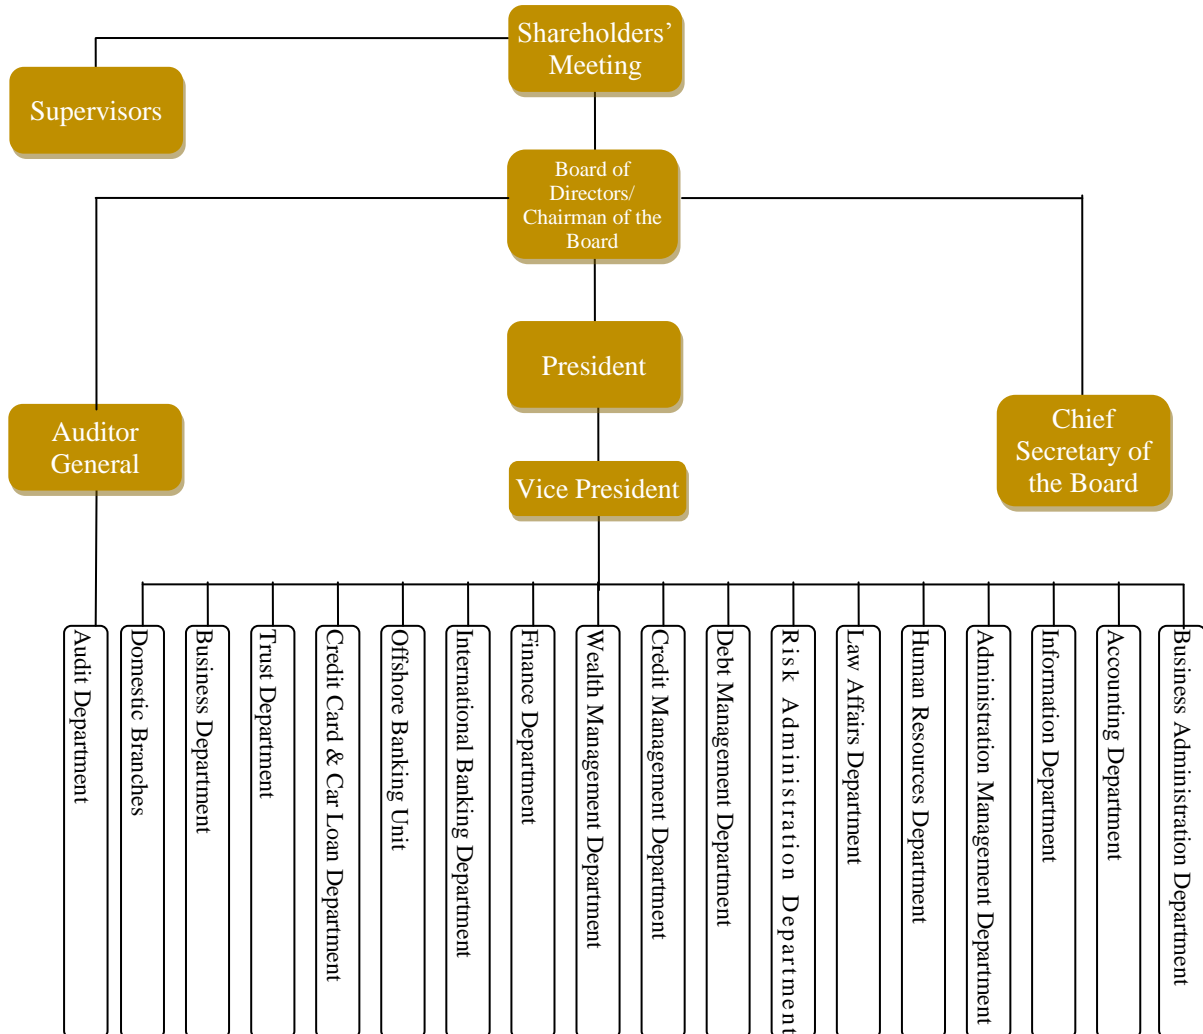 Shareholders’
Meeting
Supervisors
Board of
Directors/
Chairman of the
Board
President
Auditor
General
Chief
Secretary of
the Board
Vice President
Audit Department
Domestic Branches
Business Department
Trust Department
Credit Card & Car Loan Department
Offshore Banking Unit
International Banking Department
Finance Department
Wealth Management Department
Credit Management Department
Debt Management Department
Risk Administration Department
Law Affairs Department
Human Resources Department
Administration Management Department
Information Department
Accounting Department
Business Administration Department